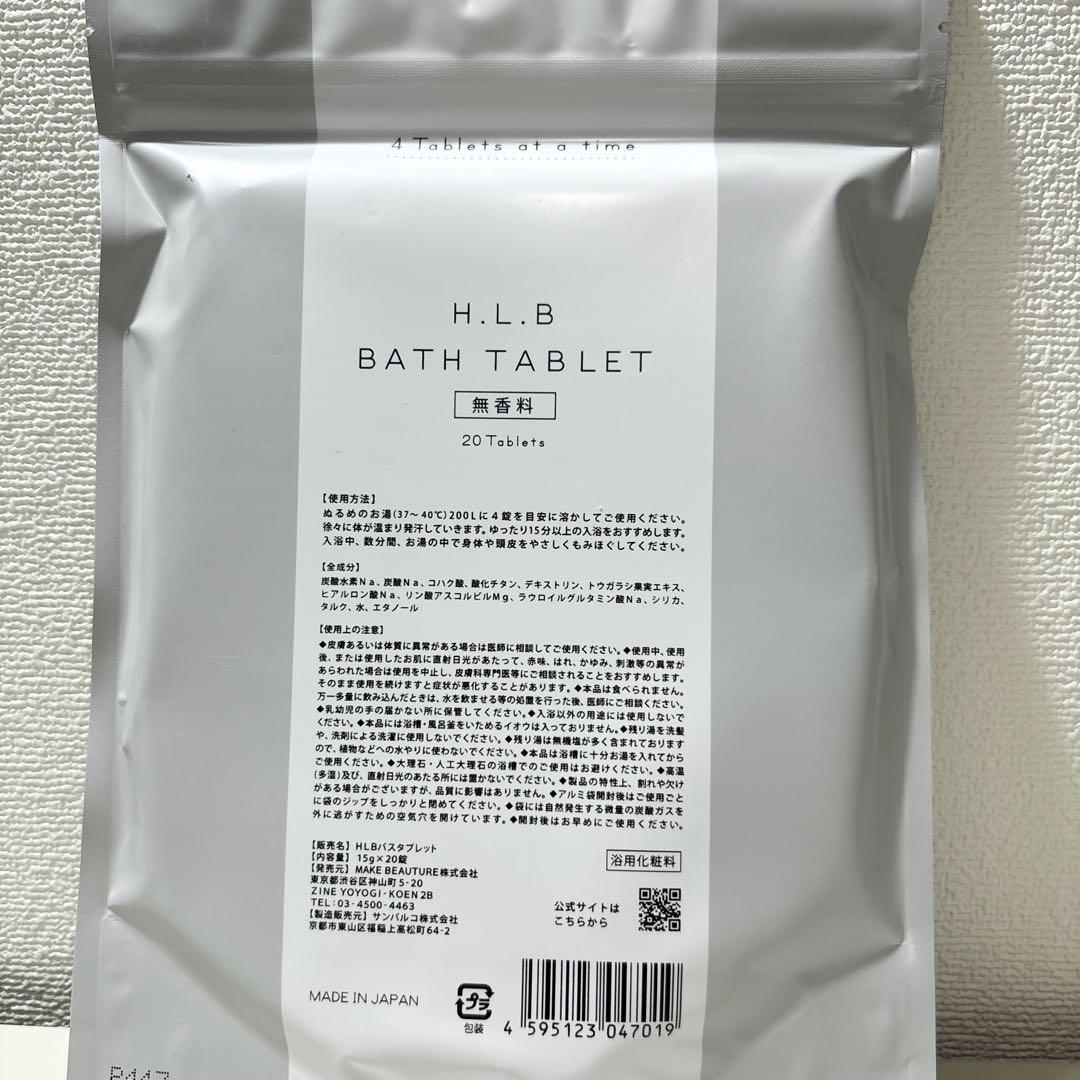 4 Tablets at a time
H.L.B
BATH TABLET
無香料
20 Tablets
【使用方法】
ぬるめのお湯(37〜40℃)200Lに4錠を目安に溶かしてご使用ください。
徐々に体が温まり発汗していきます。ゆったり15分以上の入浴をおすすめします。
入浴中、数分間、お湯の中で身体や頭皮をやさしくもみほぐしてください。
【全成分】
炭酸水素Na、炭酸Na、コハク酸、酸化チタン、デキストリン、トウガラシ果実エキス、
ヒアルロン酸Na、リン酸アスコルビルMg、ラウロイルグルタミン酸Na、シリカ、
タルク、水、エタノール
【使用上の注意】
◆皮膚あるいは体質に異常がある場合は医師に相談してご使用ください。◆使用中、使用
後、または使用したお肌に直射日光があたって、赤味、はれ、かゆみ、刺激等の異常が
あらわれた場合は使用を中止し、皮膚科専門医等にご相談されることをおすすめします。
そのまま使用を続けますと症状が悪化することがあります。◆本品は食べられません。
万一多量に飲み込んだときは、水を飲ませる等の処置を行った後、医師にご相談ください。
◆乳幼児の手の届かない所に保管してください。◆入浴以外の用途には使用しないで
ください。◆本品には浴槽・風呂釜をいためるイオウは入っておりません。◆残り湯を洗髪
や、洗剤による洗濯に使用しないでください。◆残り湯は無機塩が多く含まれております
ので、植物などへの水やりに使わないでください。◆本品は浴槽に十分お湯を入れてから
ご使用ください。◆大理石・人工大理石の浴槽でのご使用はお避けください。◆高温
(多湿)及び、直射日光のあたる所には置かないでください。◆製品の特性上、割れや欠け
がある場合がございますが、品質に影響はありません。◆アルミ袋開封後はご使用ごと
に袋のジップをしっかりと閉めてください。◆袋には自然発生する微量の炭酸ガスを
外に逃がすための空気穴を開けています。◆開封後はお早めにご使用ください。
【販売名】HLBバスタブレット
【内容量】15g×20錠
【発売元】MAKE BEAUTURE株式会社
東京都渋谷区神山町5-20
ZINE YOYOGI-KOEN 2B
TEL:03-4500-4463
【製造販売元】サンパルコ株式会社
京都市東山区福稲上高松町64-2
浴用化粧料
公式サイトは
こちらから
MADE IN JAPAN
プラ
包装
4 595123 047019